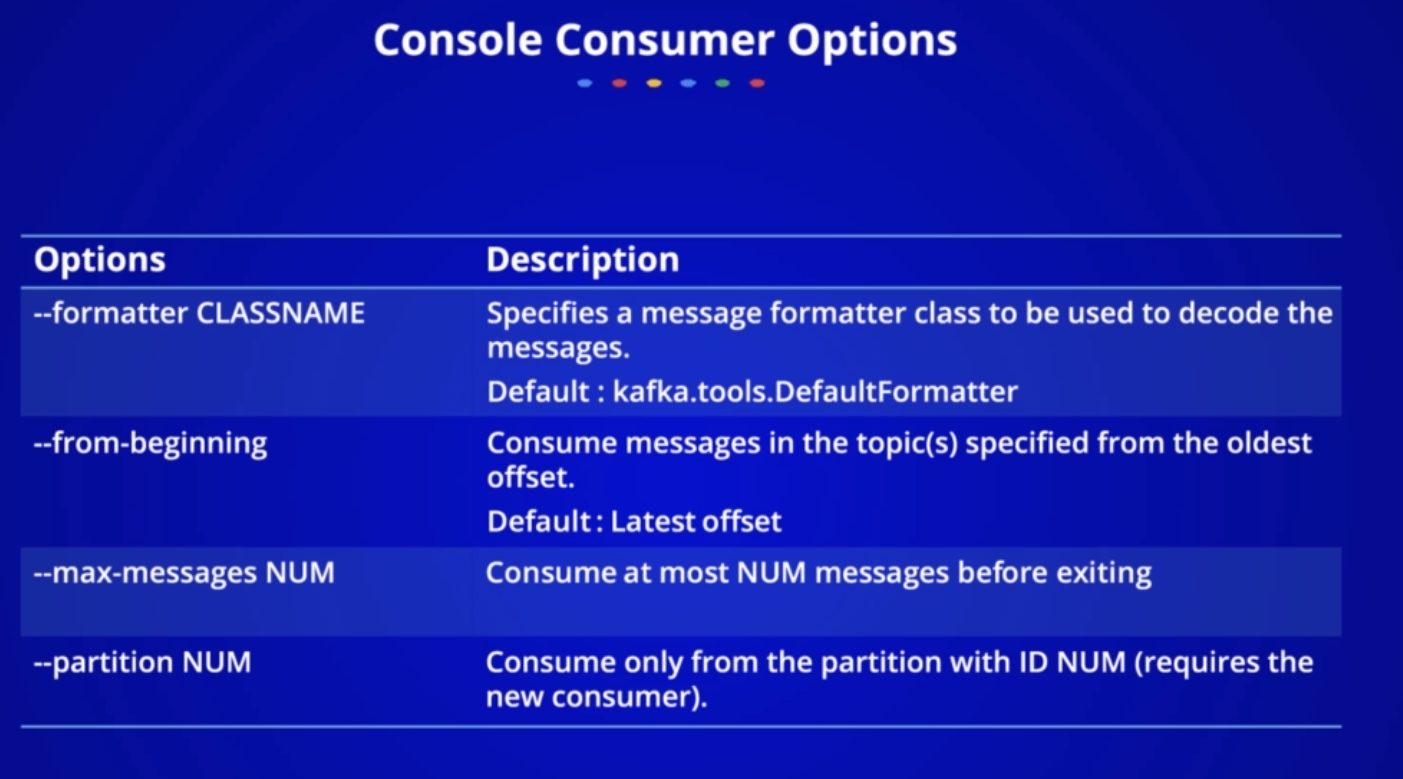 Console Consumer Options
Options Description
--formatter CLASSNAME Specifies a message formatter class to be used to decode the
messages.
Default : kafka.tools.DefaultFormatter
--from-beginning Consume messages in the topic(s) specified from the oldest
offset.
Default : Latest offset
--max-messages NUM Consume at most NUM messages before exiting
--partition NUM Consume only from the partition with ID NUM (requires the
new consumer).